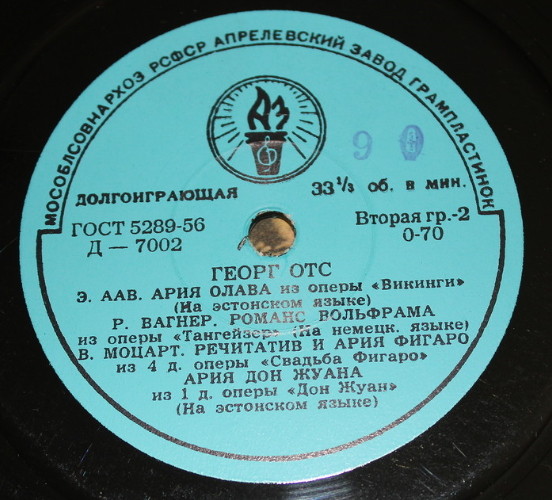 МОСОБЛСОВНАРХОЗ РСФСР АПРЕЛЕВСКИЙ ЗАВОД ГРАМПЛАСТИНОК
АЗ
9
ДОЛГОИГРАЮЩАЯ
33⅓ об. в мин.
ГОСТ 5289-56
Вторая гр.-2
Д — 7002
0-70
ГЕОРГ ОТС
Э. ААВ. АРИЯ ОЛАВА из оперы «Викинги»
(На эстонском языке)
Р. ВАГНЕР. РОМАНС ВОЛЬФРАМА
из оперы «Тангейзер» (На немецк. языке)
В. МОЦАРТ. РЕЧИТАТИВ И АРИЯ ФИГАРО
из 4 д. оперы «Свадьба Фигаро»
АРИЯ ДОН ЖУАНА
из 1 д. оперы «Дон Жуан»
(На эстонском языке)